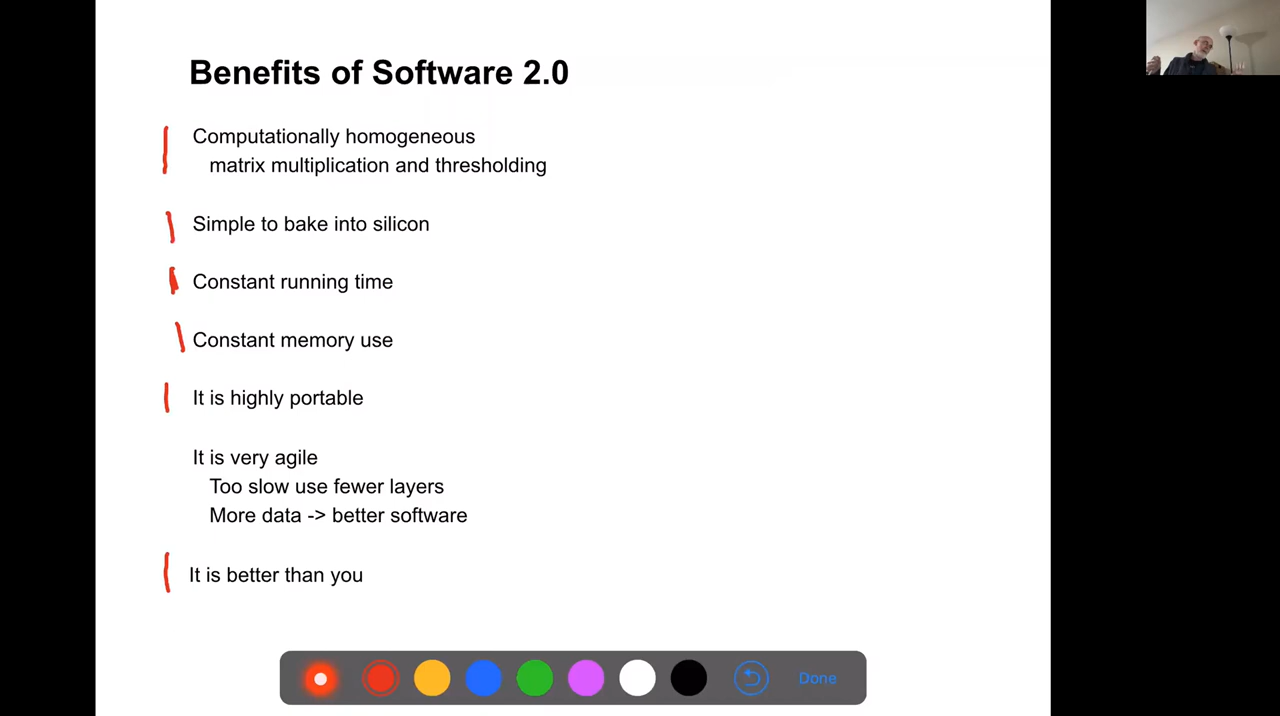 Benefits of Software 2.0
Computationally homogeneous
matrix multiplication and thresholding
Simple to bake into silicon
Constant running time
Constant memory use
It is highly portable
It is very agile
Too slow use fewer layers
More data -> better software
It is better than you
Done